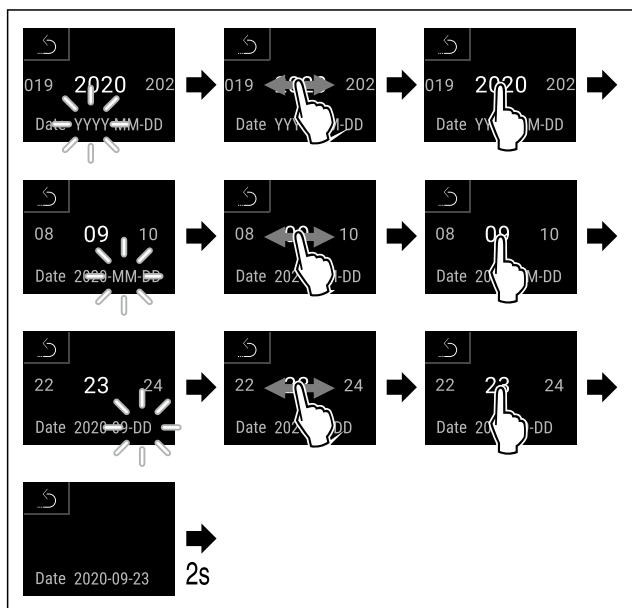 019 2020 202
Date YYYY-MM-DD
019 202
Date YY M-DD
019 2020 202
Date YY M-DD
08 09 10
Date 2020-MM-DD
08 10
Date 202 -DD
08 09 10
Date 20 M-DD
22 23 24
Date 2020-09-DD
22 24
Date 202 DD
22 23 24
Date 20 -DD
Date 2020-09-23
2s